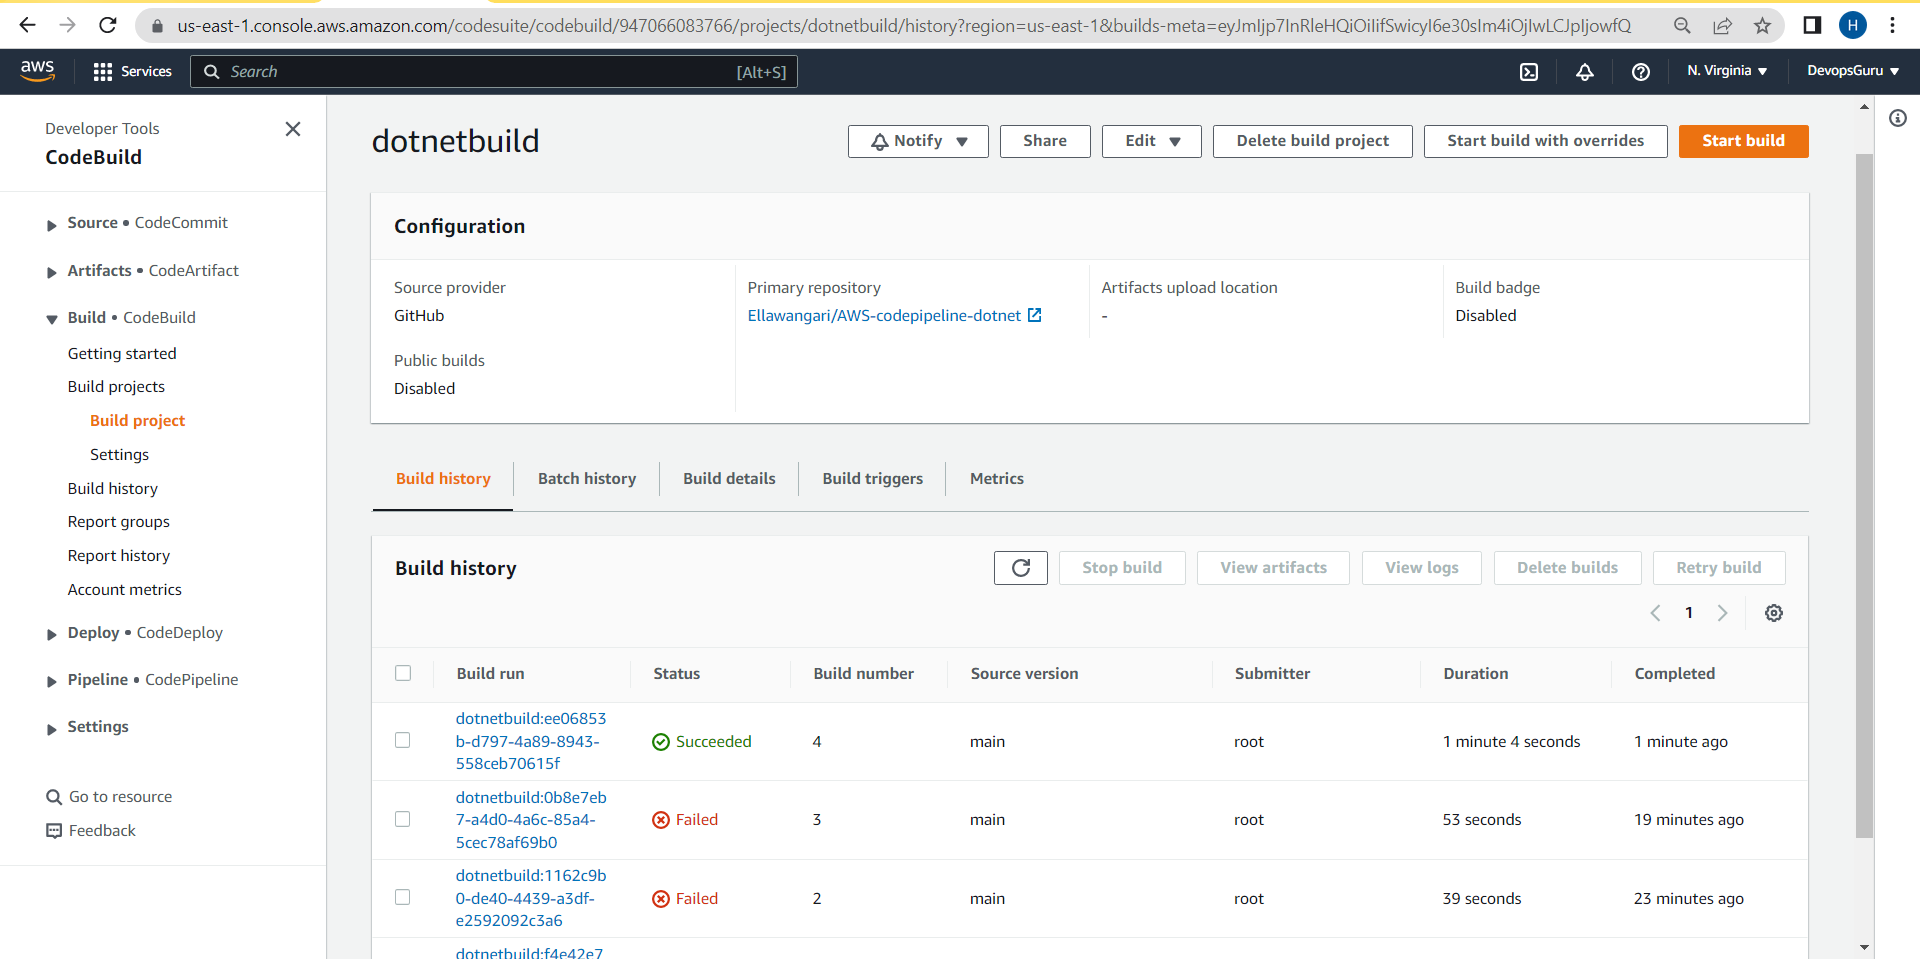 us-east-1.console.aws.amazon.com/codesuite/codebuild/947066083766/projects/dotnetbuild/history?region=us-east-1&builds-meta=eyJmIjp7InRleHQiOiIifSwicyI6e30sIm4iOjIwLCJpIjowfQ
H
aws
Services
Search
[Alt+S]
N. Virginia
DevopsGuru
Developer Tools
CodeBuild
Source • CodeCommit
Artifacts • CodeArtifact
Build • CodeBuild
Getting started
Build projects
Build project
Settings
Build history
Report groups
Report history
Account metrics
Deploy • CodeDeploy
Pipeline • CodePipeline
Settings
Go to resource
Feedback
dotnetbuild
Notify
Share
Edit
Delete build project
Start build with overrides
Start build
Configuration
Source provider
GitHub
Primary repository
Ellawangari/AWS-codepipeline-dotnet
Artifacts upload location
-
Build badge
Disabled
Public builds
Disabled
Build history
Batch history
Build details
Build triggers
Metrics
Build history
Stop build
View artifacts
View logs
Delete builds
Retry build
1
Build run
Status
Build number
Source version
Submitter
Duration
Completed
dotnetbuild:ee06853
b-d797-4a89-8943-
558ceb70615f
Succeeded
4
main
root
1 minute 4 seconds
1 minute ago
dotnetbuild:0b8e7eb
7-a4d0-4a6c-85a4-
5cec78af69b0
Failed
3
main
root
53 seconds
19 minutes ago
dotnetbuild:1162c9b
0-de40-4439-a3df-
e2592092c3a6
Failed
2
main
root
39 seconds
23 minutes ago
dotnetbuild:f4e42e7